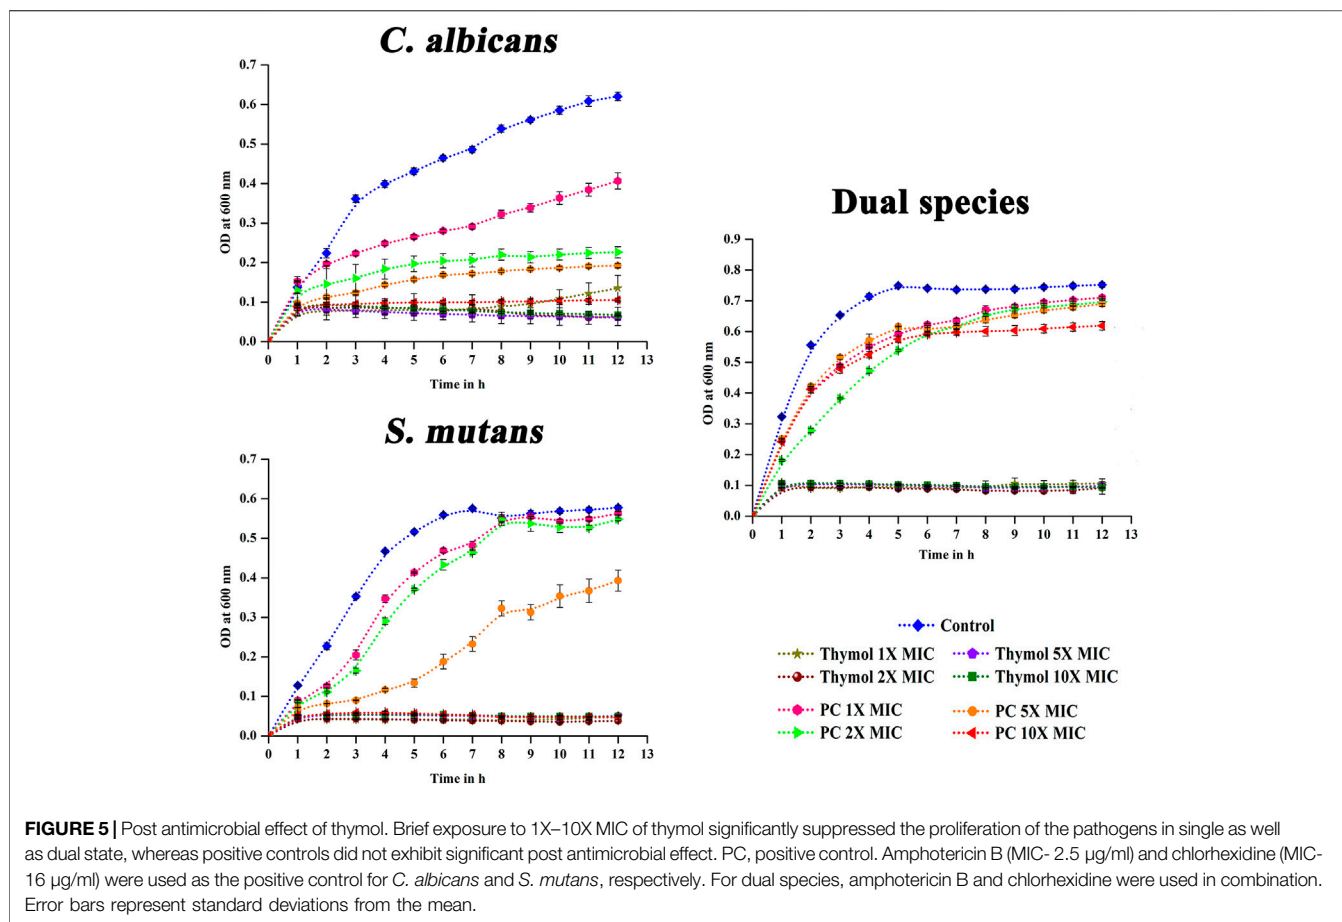 C. albicans
0.7
0.6
0.5
0.4
0.3
0.2
0.1
0.0
OD at 600 nm
0 1 2 3 4 5 6 7 8 9 10 11 12 13
Time in h
S. mutans
0.7
0.6
0.5
0.4
0.3
0.2
0.1
0.0
OD at 600 nm
0 1 2 3 4 5 6 7 8 9 10 11 12 13
Time in h
Dual species
0.9
0.8
0.7
0.6
0.5
0.4
0.3
0.2
0.1
0.0
OD at 600 nm
0 1 2 3 4 5 6 7 8 9 10 11 12 13
Time in h
Control
Thymol 1X MIC Thymol 5X MIC
Thymol 2X MIC Thymol 10X MIC
PC 1X MIC PC 5X MIC
PC 2X MIC PC 10X MIC
FIGURE 5 | Post antimicrobial effect of thymol. Brief exposure to 1X–10X MIC of thymol significantly suppressed the proliferation of the pathogens in single as well
as dual state, whereas positive controls did not exhibit significant post antimicrobial effect. PC, positive control. Amphotericin B (MIC- 2.5 µg/ml) and chlorhexidine (MIC-
16 µg/ml) were used as the positive control for C. albicans and S. mutans, respectively. For dual species, amphotericin B and chlorhexidine were used in combination.
Error bars represent standard deviations from the mean.